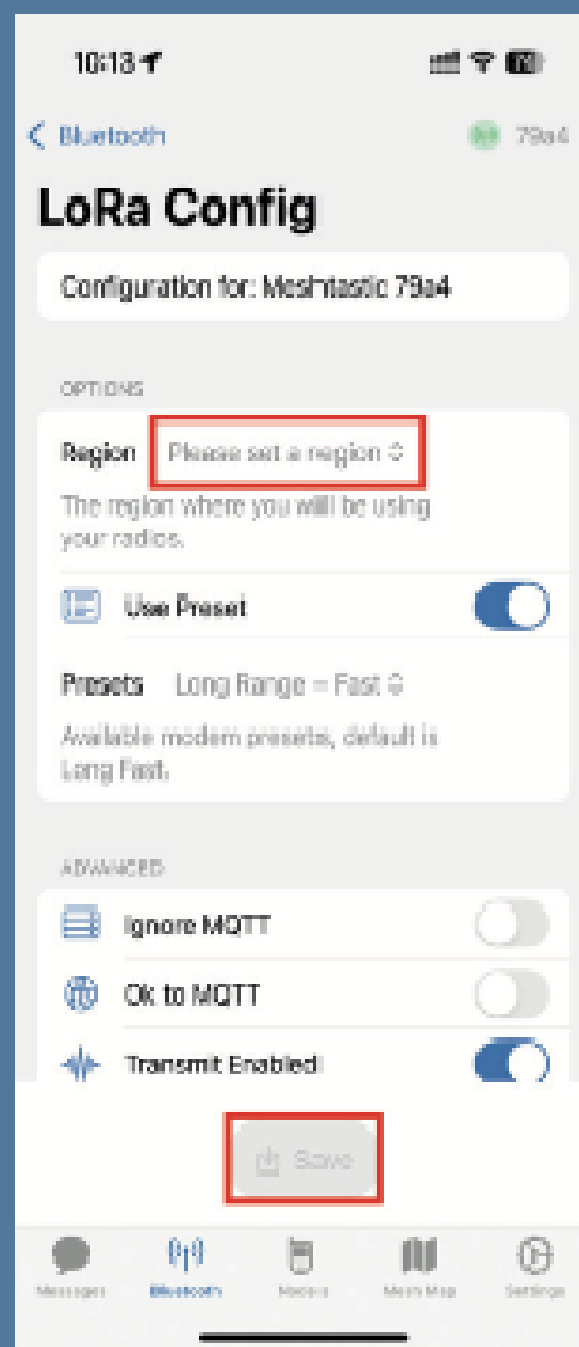 10:13
Bluetooth 79a4
LoRa Config
Configuration for: Meshtastic 79a4
OPTIONS
Region Please set a region
The region where you will be using
your radios.
Use Preset
Presets Long Range - Fast
Available modem presets, default is
Long Fast.
ADVANCED
Ignore MQTT
Ok to MQTT
Transmit Enabled
Save
Messages Bluetooth Nodes Mesh Map Settings